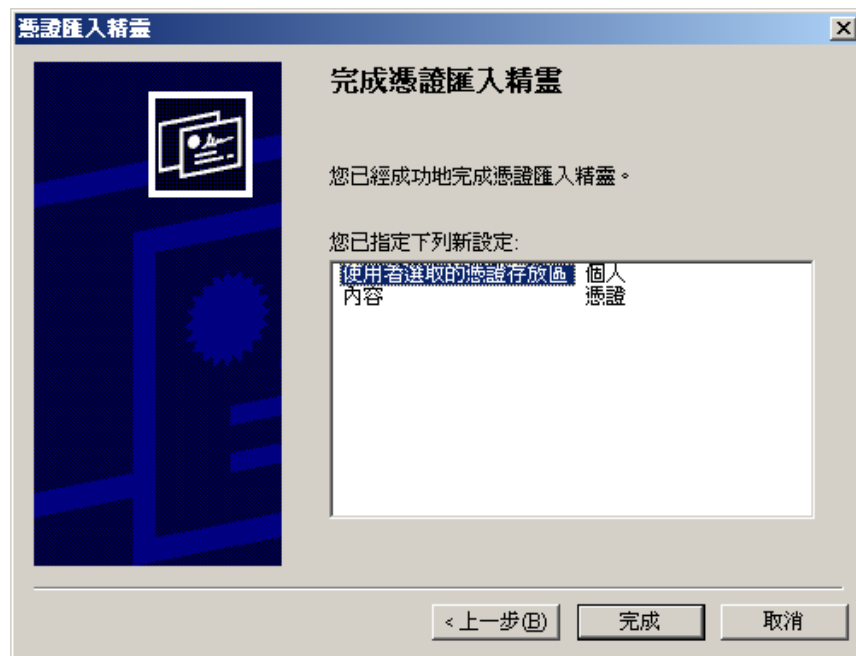 憑證匯入精靈
完成憑證匯入精靈
您已經成功地完成憑證匯入精靈。
您已指定下列新設定:
使用者選取的憑證存放區 個人
內容 憑證
<上一步(B)
完成
取消